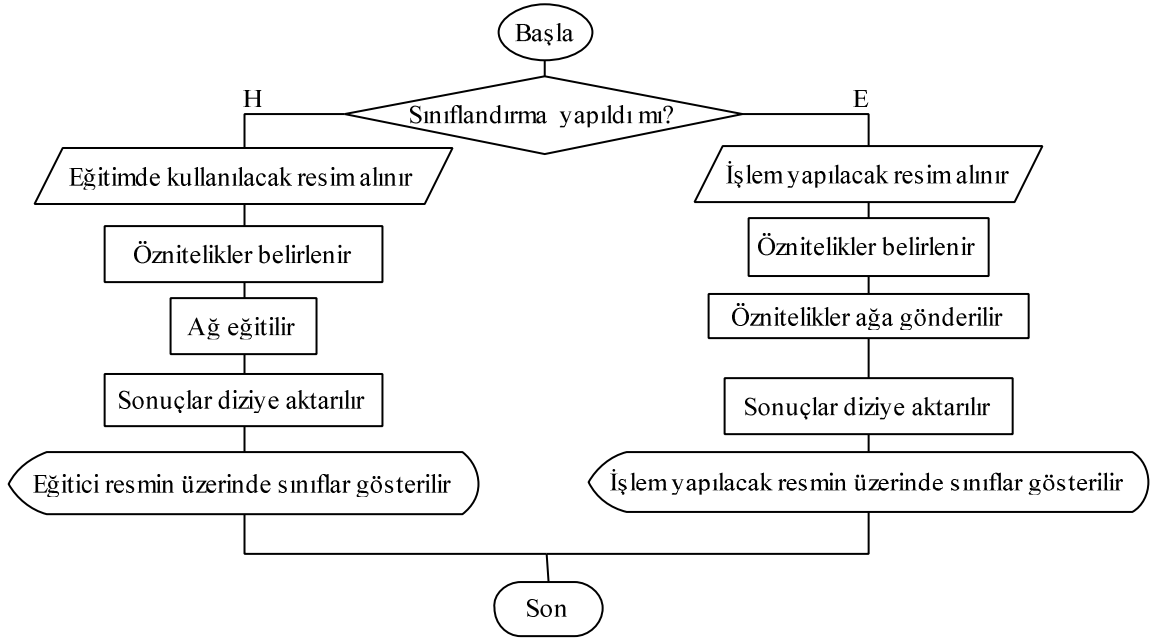 Başla
Sınıflandırma yapıldı mı?
H
E
Eğitimde kullanılacak resim alınır
Öznitelikler belirlenir
Ağ eğitilir
Sonuçlar diziye aktarılır
Eğitici resmin üzerinde sınıflar gösterilir
İşlem yapılacak resim alınır
Öznitelikler belirlenir
Öznitelikler ağa gönderilir
Sonuçlar diziye aktarılır
İşlem yapılacak resmin üzerinde sınıflar gösterilir
Son